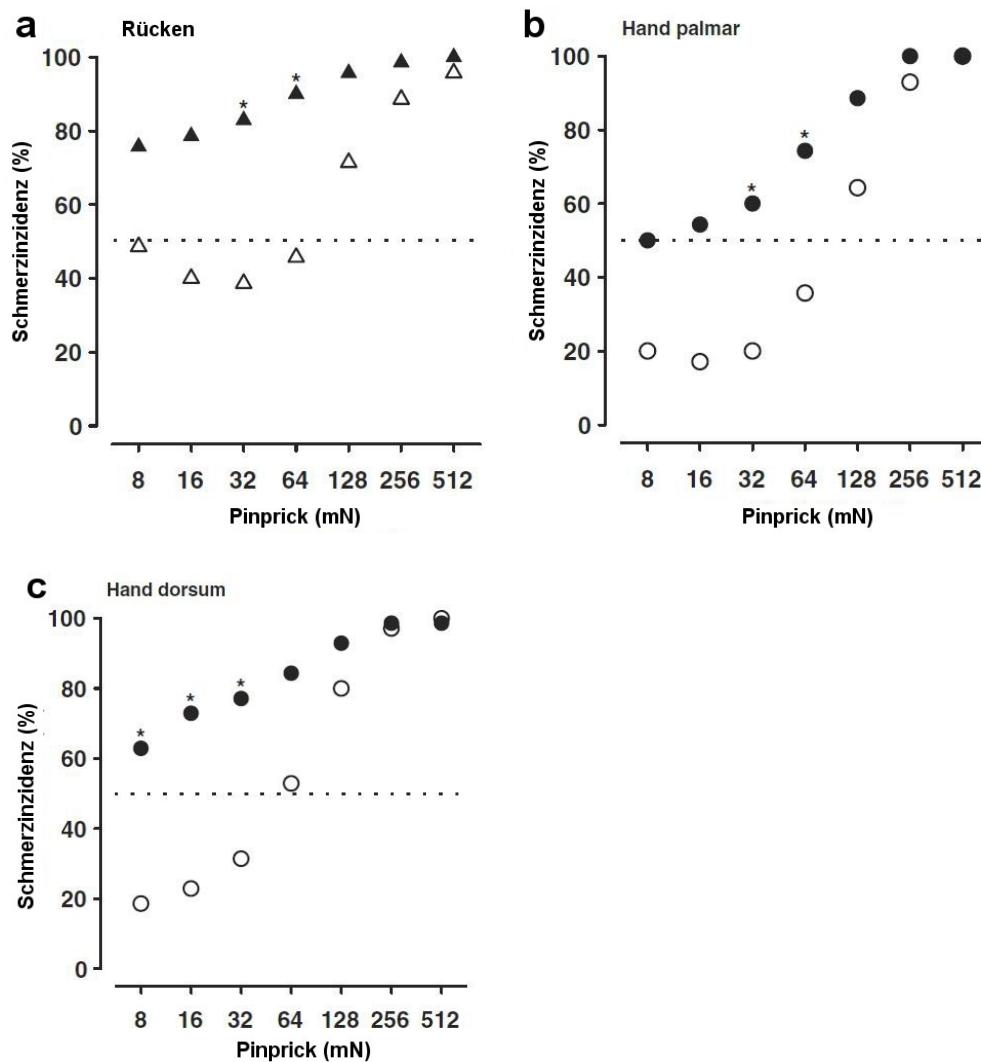 a Rücken
100
80
60
40
20
0
Schmerzinzidenz (%)
* *
8 16 32 64 128 256 512
Pinprick (mN)
b Hand palmar
100
80
60
40
20
0
Schmerzinzidenz (%)
* *
8 16 32 64 128 256 512
Pinprick (mN)
c Hand dorsum
100
80
60
40
20
0
Schmerzinzidenz (%)
* * *
8 16 32 64 128 256 512
Pinprick (mN)